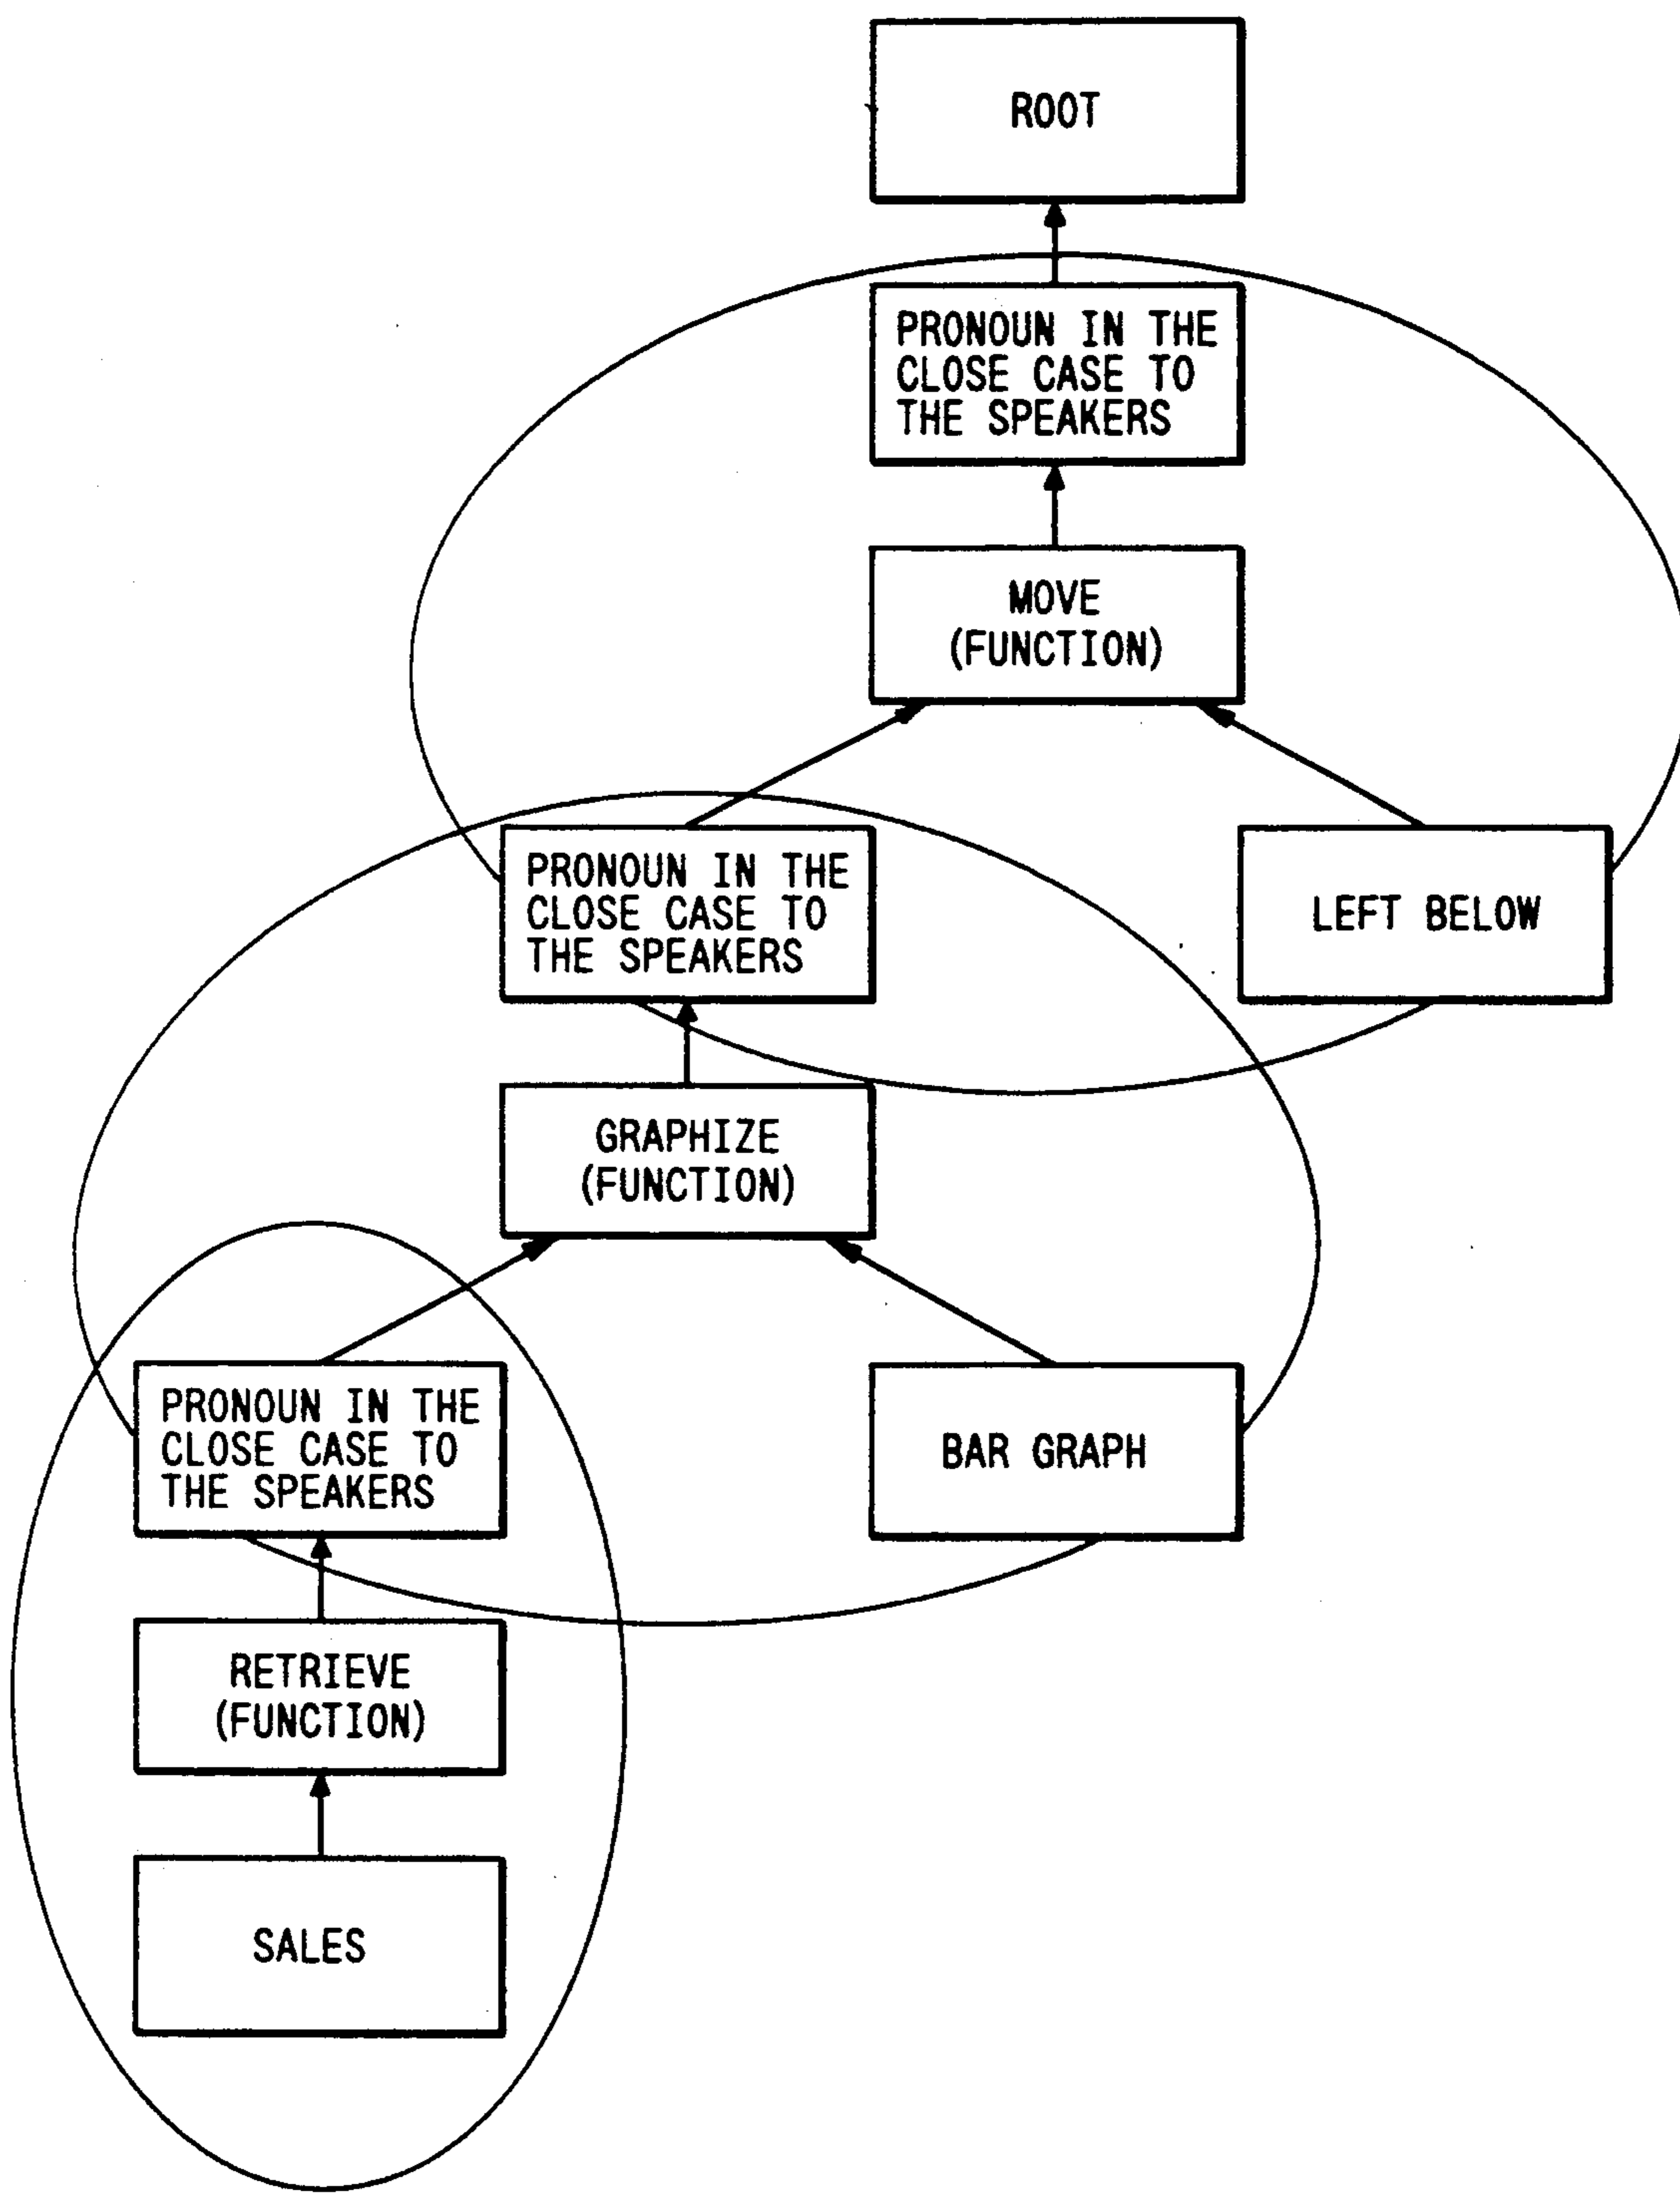 ROOT
PRONOUN IN THE
CLOSE CASE TO
THE SPEAKERS
MOVE
(FUNCTION)
PRONOUN IN THE
CLOSE CASE TO
THE SPEAKERS
LEFT BELOW
GRAPHIZE
(FUNCTION)
PRONOUN IN THE
CLOSE CASE TO
THE SPEAKERS
BAR GRAPH
RETRIEVE
(FUNCTION)
SALES